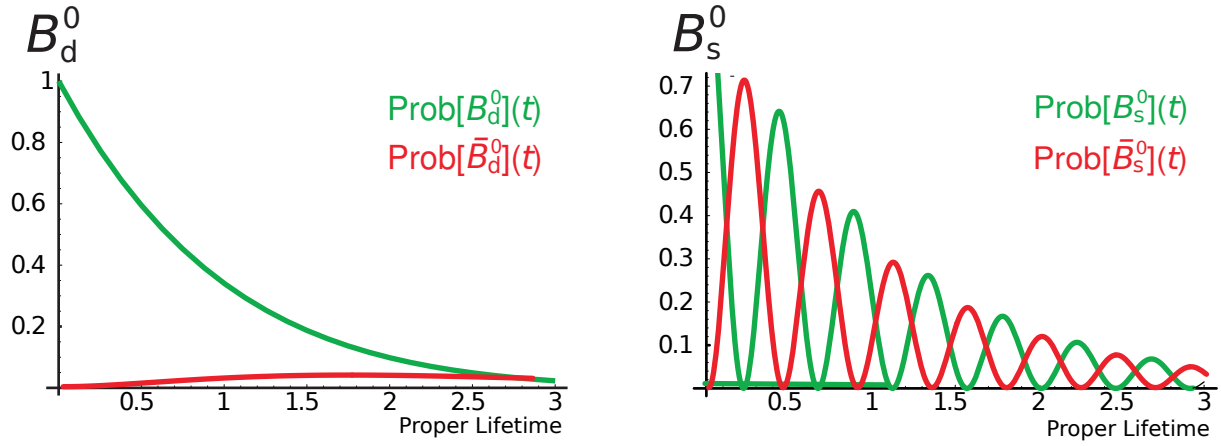 B⁰d
1
0.8
0.6
0.4
0.2
Prob[B⁰d](t)
Prob[B̄⁰d](t)
0.5 1 1.5 2 2.5 3
Proper Lifetime
B⁰s
0.7
0.6
0.5
0.4
0.3
0.2
0.1
Prob[B⁰s](t)
Prob[B̄⁰s](t)
0.5 1 1.5 2 2.5 3
Proper Lifetime